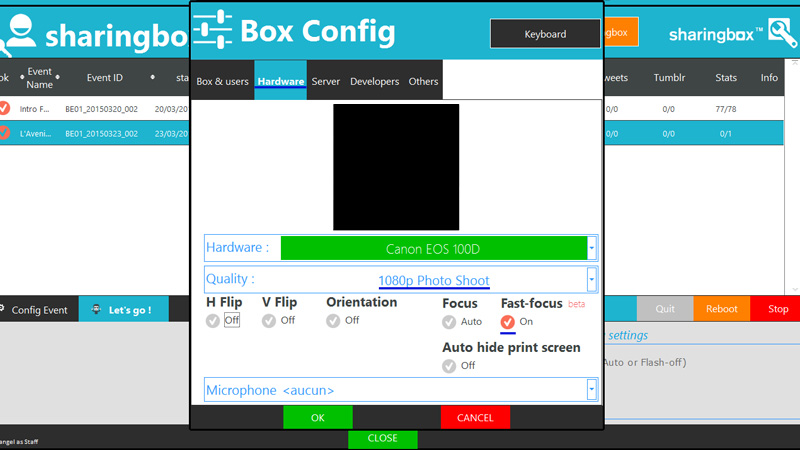 sharingbo
Box Config
Keyboard
gbox
sharingbox™
ok
Event Name
Event ID
sta
Box & users
Hardware
Server
Developers
Others
weets
Tumblr
Stats
Info
Intro F...
BE01_20150320_002
20/03/20
0/0
0/0
77/78
L'Aveni...
BE01_20150323_002
23/03/20
0/0
0/0
0/1
Hardware :
Canon EOS 100D
Quality :
1080p Photo Shoot
H Flip
V Flip
Orientation
Focus
Fast-focus
beta
Off
Off
Off
Auto
On
Auto hide print screen
Off
Microphone <aucun>
OK
CANCEL
CLOSE
Config Event
Let's go !
Quit
Reboot
Stop
settings
Auto or Flash-off)
angel as Staff